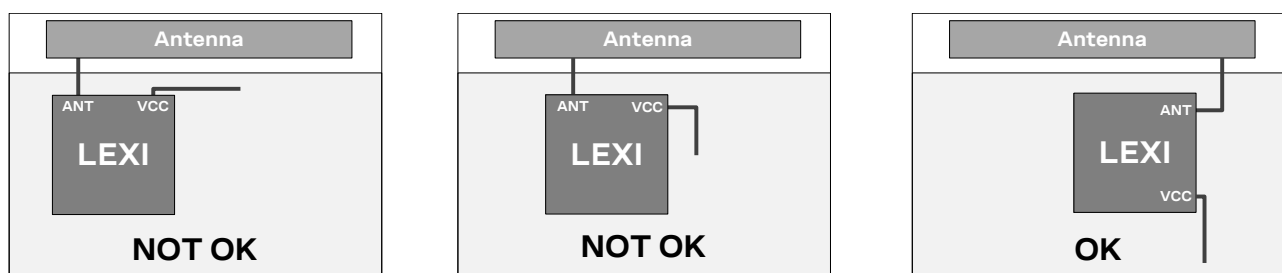 Antenna
ANT VCC
LEXI
NOT OK
Antenna
ANT VCC
LEXI
NOT OK
Antenna
ANT
LEXI
VCC
OK